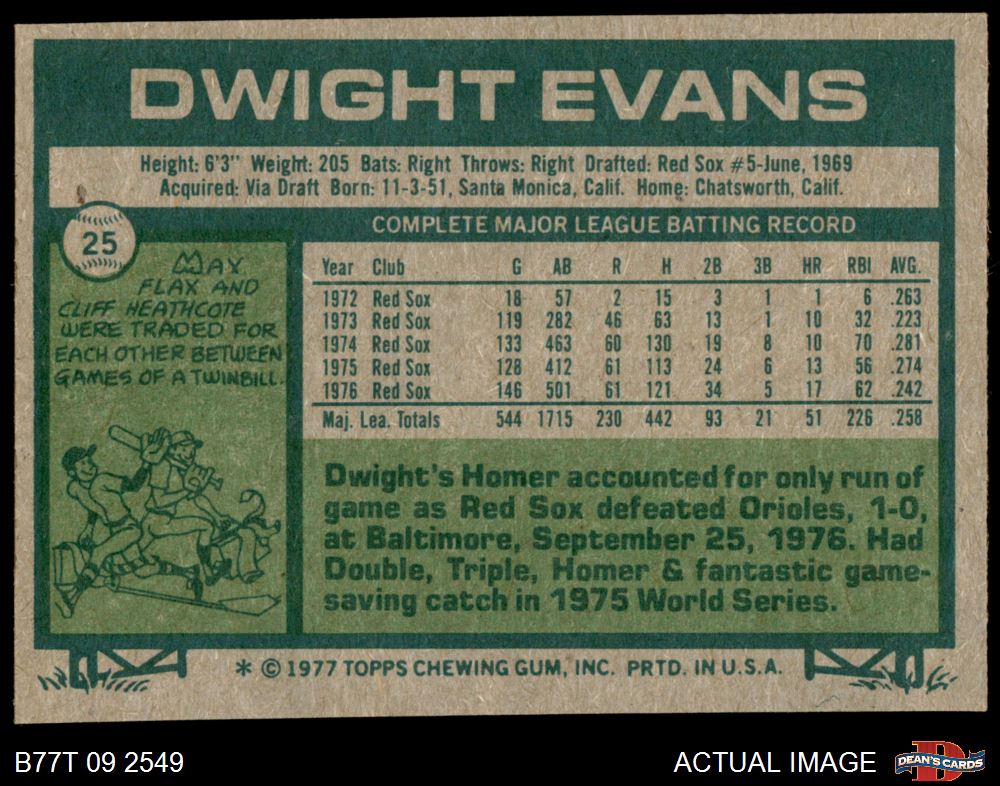 DWIGHT EVANS
Height: 6'3" Weight: 205 Bats: Right Throws: Right Drafted: Red Sox #5-June, 1969
Acquired: Via Draft Born: 11-3-51, Santa Monica, Calif. Home: Chatsworth, Calif.
25
MAX
FLAX AND
CLIFF HEATHCOTE
WERE TRADED FOR
EACH OTHER BETWEEN
GAMES OF A TWINBILL.
COMPLETE MAJOR LEAGUE BATTING RECORD
Year Club G AB R H 2B 3B HR RBI AVG.
1972 Red Sox 18 57 2 15 3 1 1 6 .263
1973 Red Sox 119 282 46 63 13 1 10 32 .223
1974 Red Sox 133 463 60 130 19 8 10 70 .281
1975 Red Sox 128 412 61 113 24 6 13 56 .274
1976 Red Sox 146 501 61 121 34 5 17 62 .242
Maj. Lea. Totals 544 1715 230 442 93 21 51 226 .258
Dwight's Homer accounted for only run of
game as Red Sox defeated Orioles, 1-0,
at Baltimore, September 25, 1976. Had
Double, Triple, Homer & fantastic game-
saving catch in 1975 World Series.
* © 1977 TOPPS CHEWING GUM, INC. PRTD. IN U.S.A.
B77T 09 2549
ACTUAL IMAGE
DEAN'S CARDS